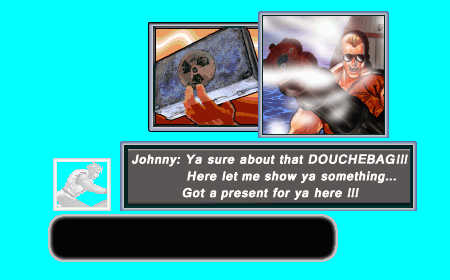 Johnny: Ya sure about that DOUCHEBAG!!!
Here let me show ya something...
Got a present for ya here !!!